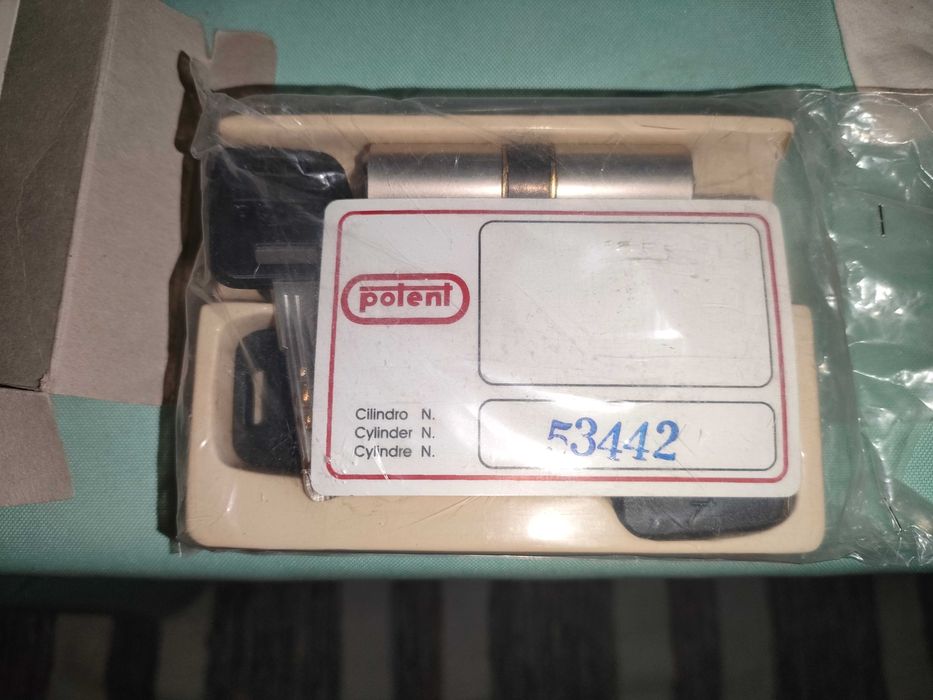 potent
Cilindro N.
Cylinder N.
Cylindre N.
53442